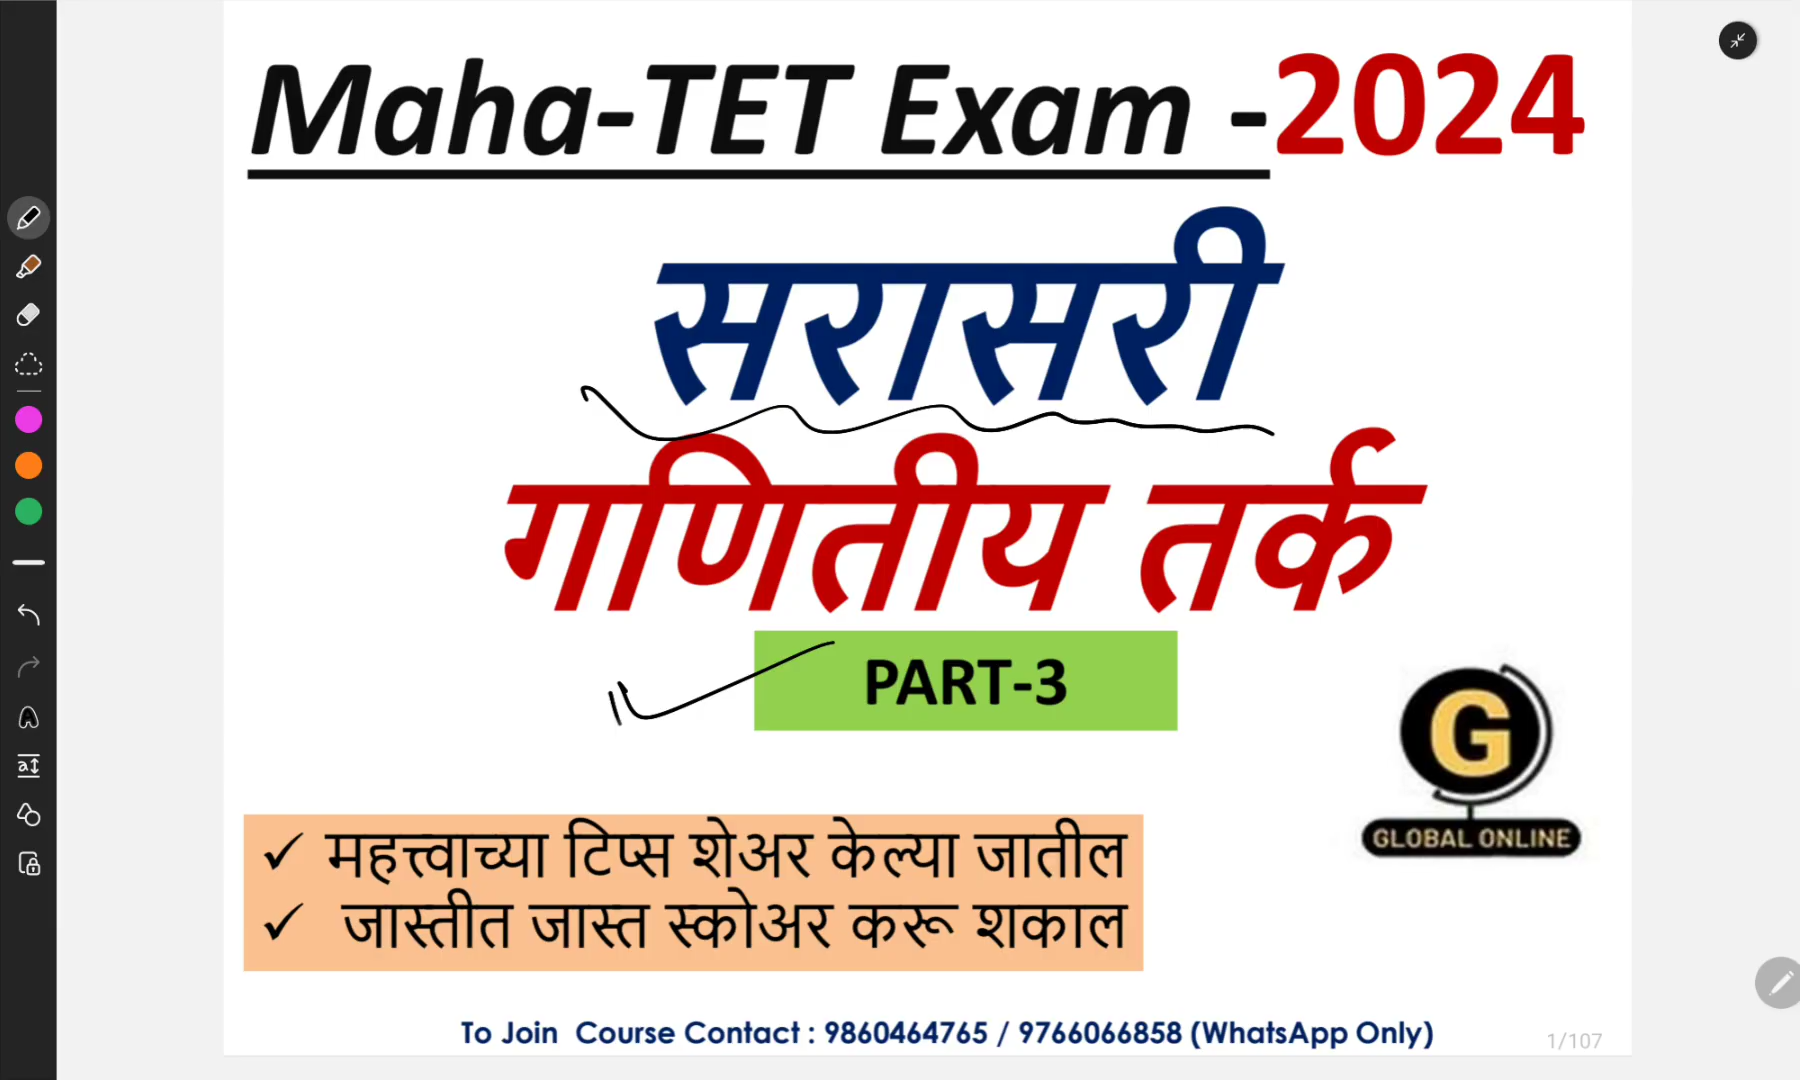 Maha-TET Exam -2024
सरासरी
गणितीय तर्क
PART-3
G
GLOBAL ONLINE
✓ महत्त्वाच्या टिप्स शेअर केल्या जातील
✓ जास्तीत जास्त स्कोअर करू शकाल
To Join Course Contact : 9860464765 / 9766066858 (WhatsApp Only)
1/107